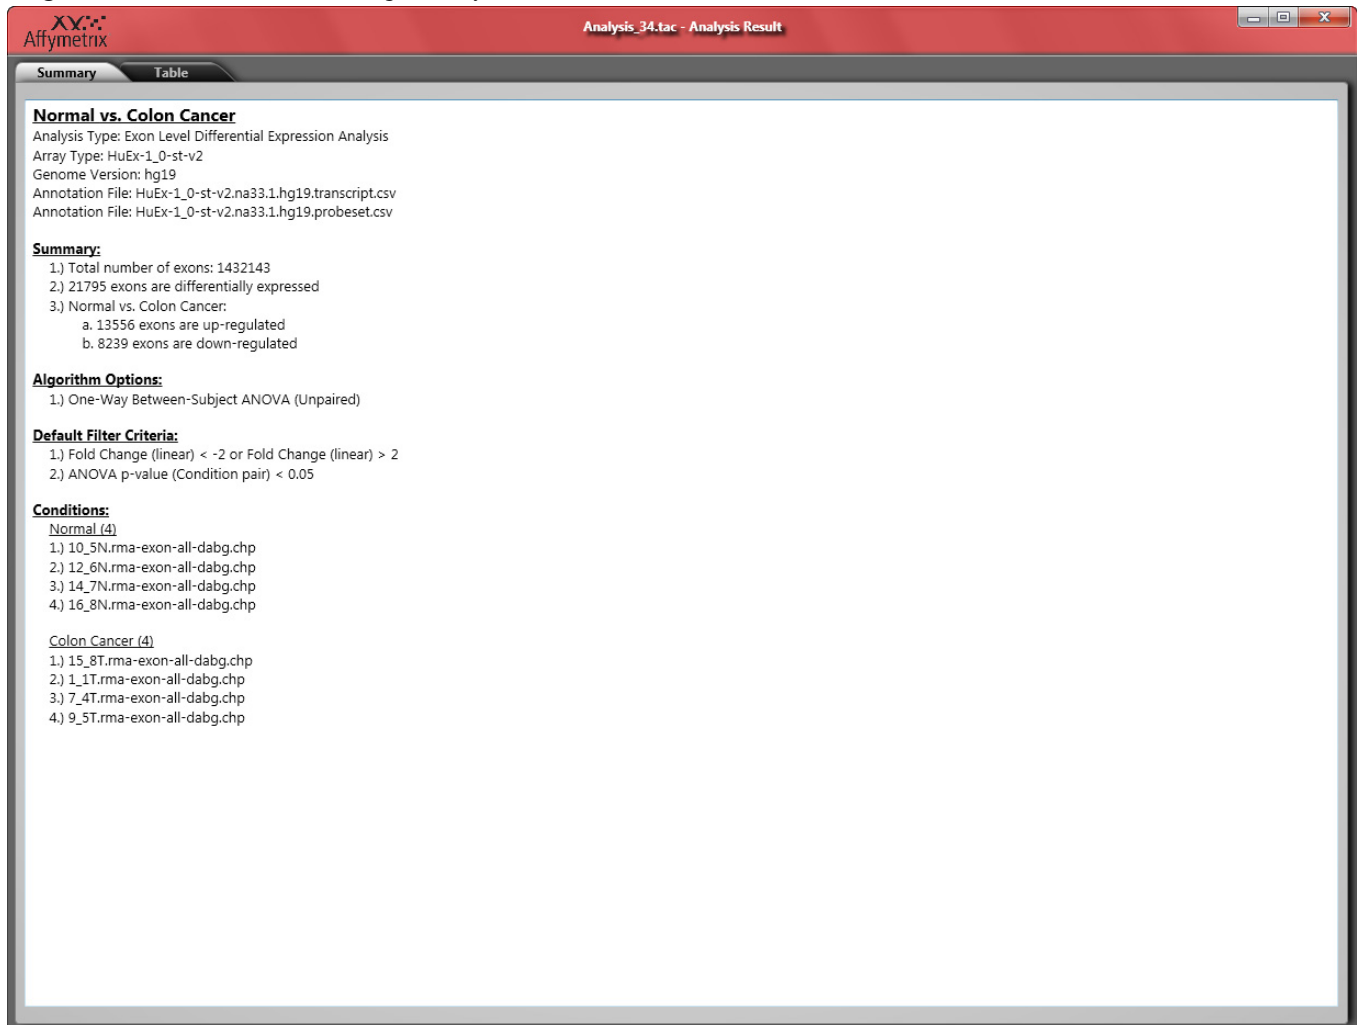 Affymetrix
Analysis_34.tac - Analysis Result
Summary
Table
Normal vs. Colon Cancer
Analysis Type: Exon Level Differential Expression Analysis
Array Type: HuEx-1_0-st-v2
Genome Version: hg19
Annotation File: HuEx-1_0-st-v2.na33.1.hg19.transcript.csv
Annotation File: HuEx-1_0-st-v2.na33.1.hg19.probeset.csv
Summary:
1.) Total number of exons: 1432143
2.) 21795 exons are differentially expressed
3.) Normal vs. Colon Cancer:
a. 13556 exons are up-regulated
b. 8239 exons are down-regulated
Algorithm Options:
1.) One-Way Between-Subject ANOVA (Unpaired)
Default Filter Criteria:
1.) Fold Change (linear) < -2 or Fold Change (linear) > 2
2.) ANOVA p-value (Condition pair) < 0.05
Conditions:
Normal (4)
1.) 10_5N.rma-exon-all-dabg.chp
2.) 12_6N.rma-exon-all-dabg.chp
3.) 14_7N.rma-exon-all-dabg.chp
4.) 16_8N.rma-exon-all-dabg.chp
Colon Cancer (4)
1.) 15_8T.rma-exon-all-dabg.chp
2.) 1_1T.rma-exon-all-dabg.chp
3.) 7_4T.rma-exon-all-dabg.chp
4.) 9_5T.rma-exon-all-dabg.chp